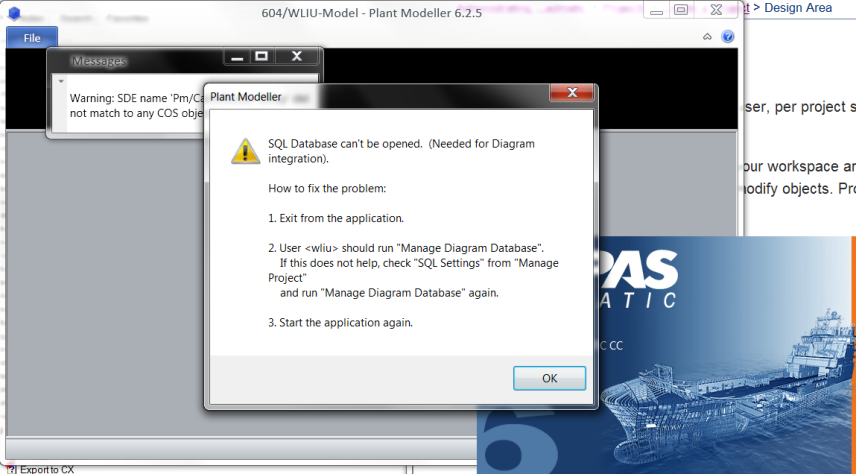 604/WLIU-Model - Plant Modeller 6.2.5
t > Design Area
File
Messages
Warning: SDE name 'Pm/Ca
not match to any COS obje
Plant Modeller
SQL Database can't be opened. (Needed for Diagram
integration).
How to fix the problem:
1. Exit from the application.
2. User <wliu> should run "Manage Diagram Database".
If this does not help, check "SQL Settings" from "Manage
Project"
and run "Manage Diagram Database" again.
3. Start the application again.
OK
ser, per project s
our workspace an
nodify objects. Pro
PAS
ATIC
C CC
6
Export to CX